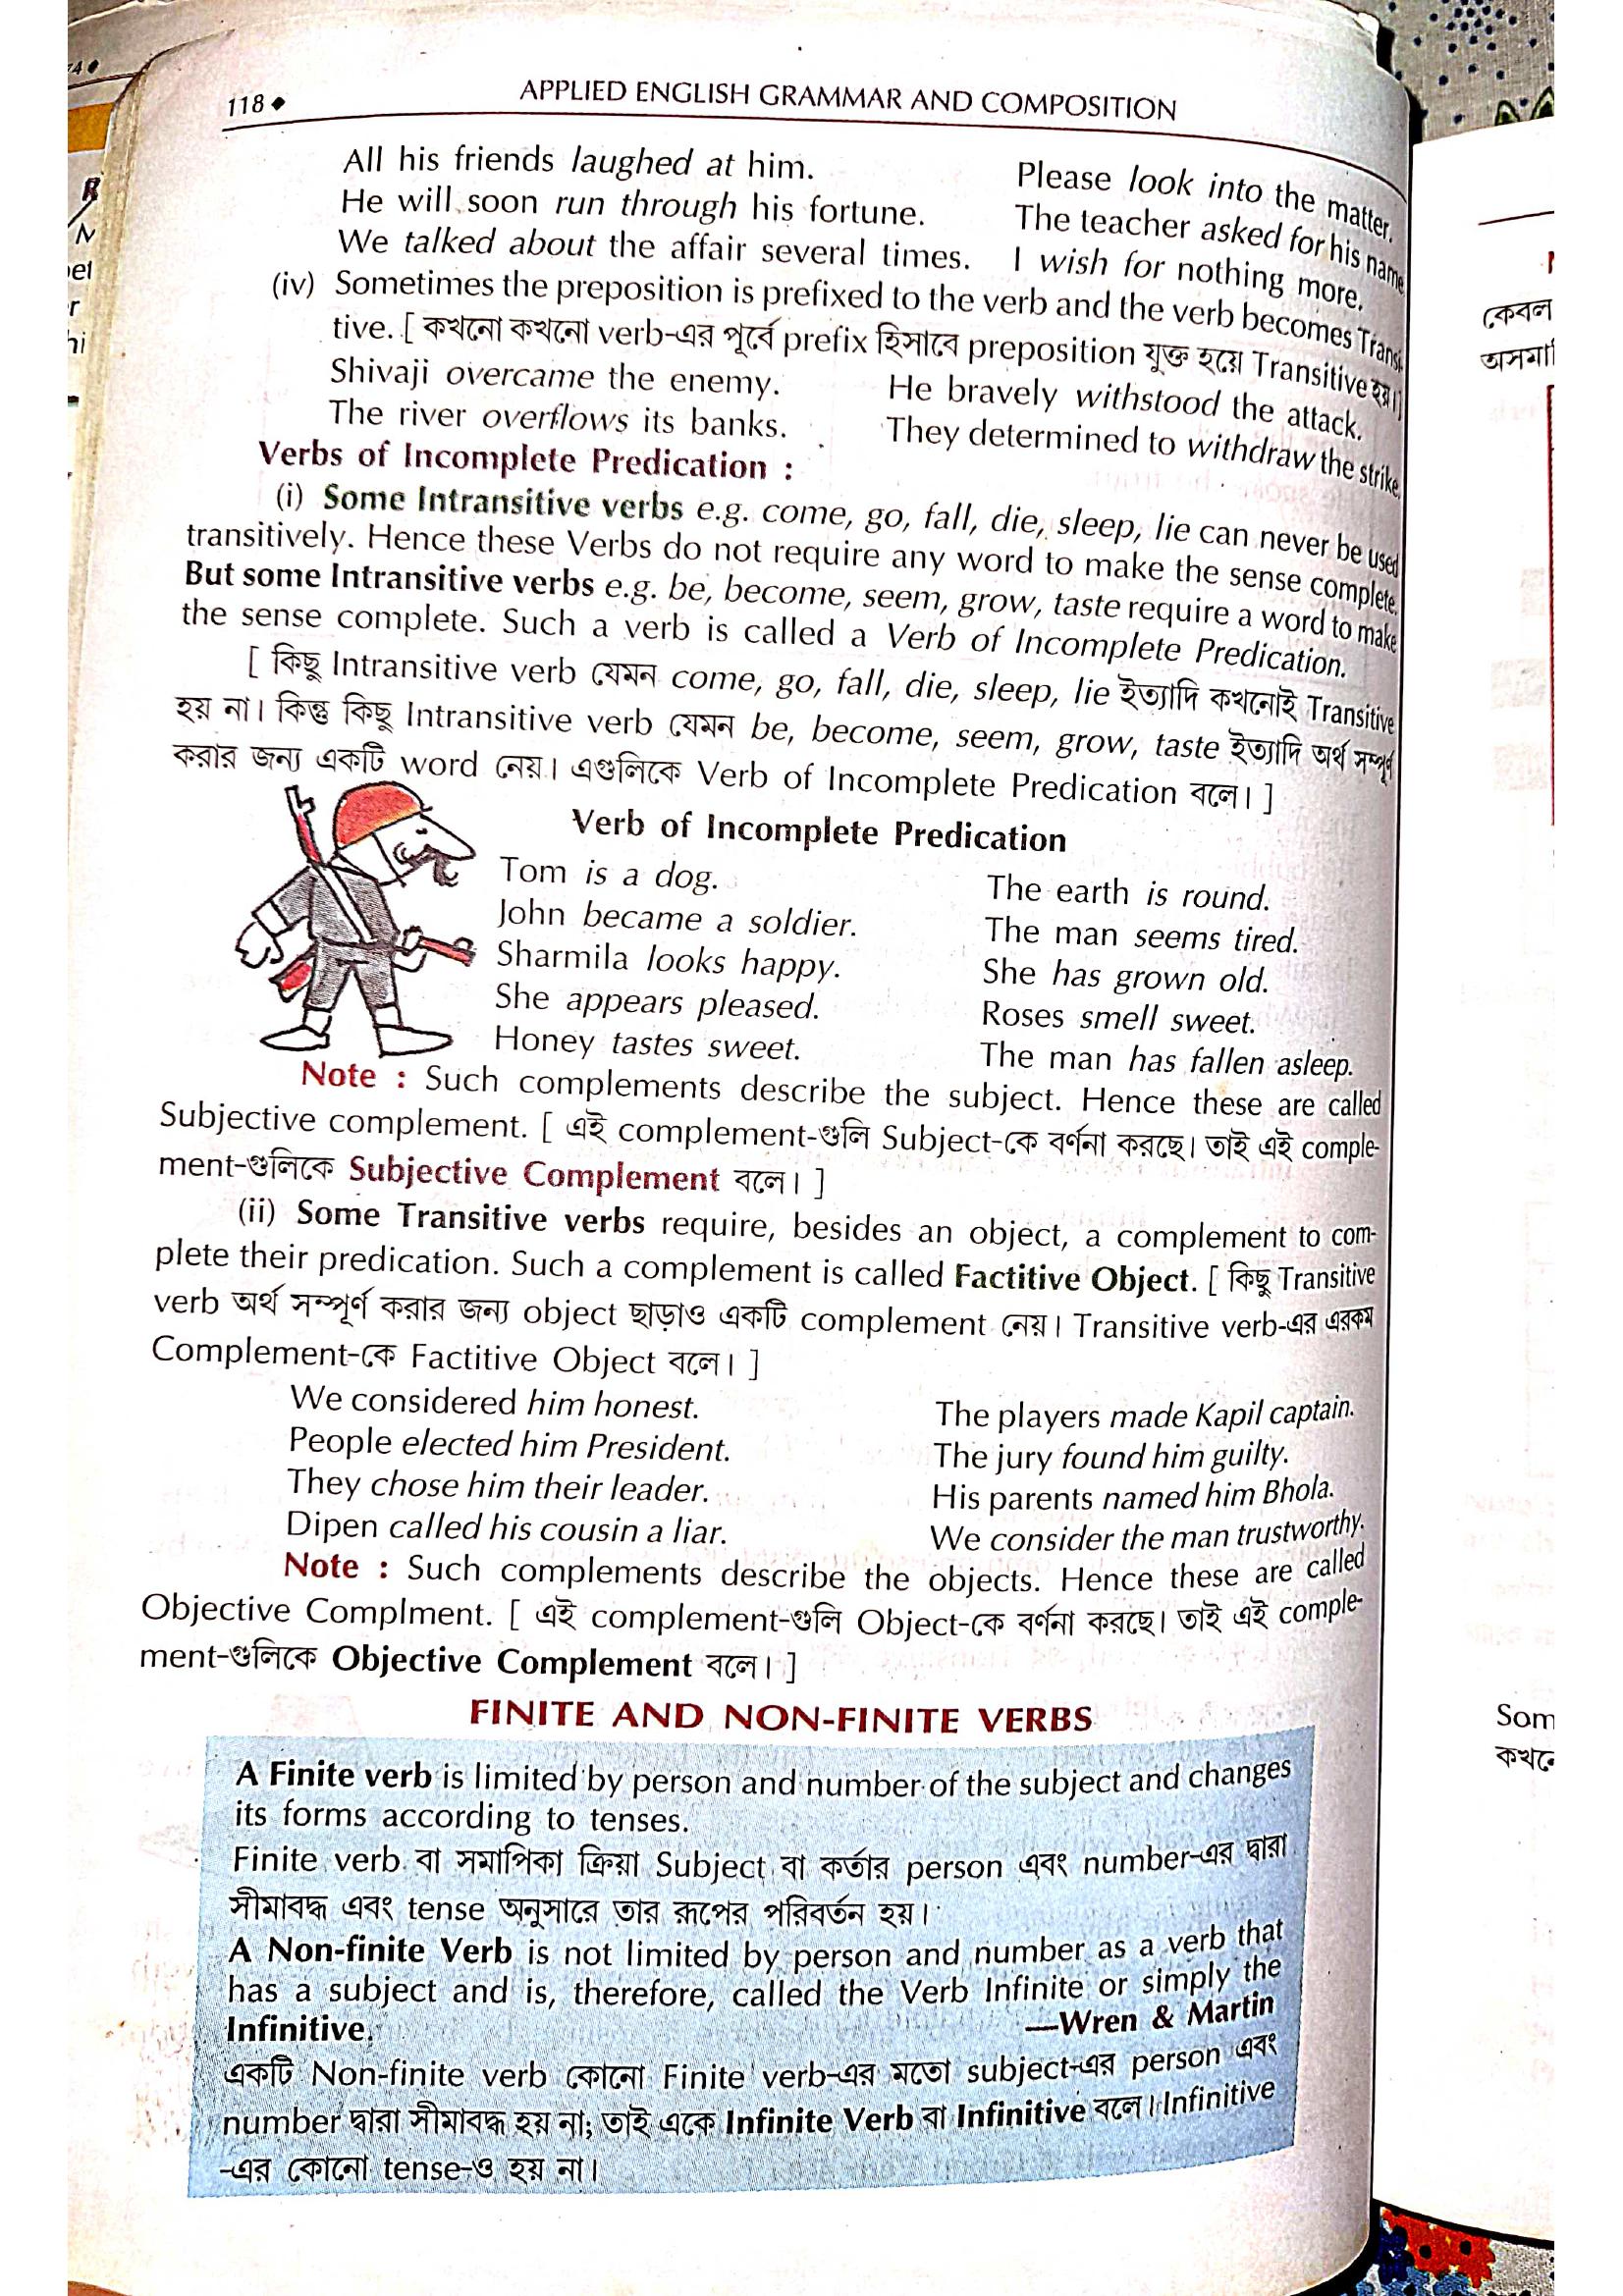 118◆
APPLIED ENGLISH GRAMMAR AND COMPOSITION
All his friends laughed at him. Please look into the matter.
He will soon run through his fortune. The teacher asked for his name
We talked about the affair several times. I wish for nothing more.
(iv) Sometimes the preposition is prefixed to the verb and the verb becomes Transi-
tive. [ কখনো কখনো verb-এর পূর্বে prefix হিসাবে preposition যুক্ত হয়ে Transitive হয়।]
Shivaji overcame the enemy. He bravely withstood the attack.
The river overflows its banks. They determined to withdraw the strike.
Verbs of Incomplete Predication :
(i) Some Intransitive verbs e.g. come, go, fall, die, sleep, lie can never be used
transitively. Hence these Verbs do not require any word to make the sense complete.
But some Intransitive verbs e.g. be, become, seem, grow, taste require a word to make
the sense complete. Such a verb is called a Verb of Incomplete Predication.
[ কিছু Intransitive verb যেমন come, go, fall, die, sleep, lie ইত্যাদি কখনোই Transitive
হয় না। কিন্তু কিছু Intransitive verb যেমন be, become, seem, grow, taste ইত্যাদি অর্থ সম্পূর্ণ
করার জন্য একটি word নেয়। এগুলিকে Verb of Incomplete Predication বলে। ]
Verb of Incomplete Predication
Tom is a dog. The earth is round.
John became a soldier. The man seems tired.
Sharmila looks happy. She has grown old.
She appears pleased. Roses smell sweet.
Honey tastes sweet. The man has fallen asleep.
Note : Such complements describe the subject. Hence these are called
Subjective complement. [ এই complement-গুলি Subject-কে বর্ণনা করছে। তাই এই comple-
ment-গুলিকে Subjective Complement বলে। ]
(ii) Some Transitive verbs require, besides an object, a complement to com-
plete their predication. Such a complement is called Factitive Object. [ কিছু Transitive
verb অর্থ সম্পূর্ণ করার জন্য object ছাড়াও একটি complement নেয়। Transitive verb-এর এরকম
Complement-কে Factitive Object বলে। ]
We considered him honest. The players made Kapil captain.
People elected him President. The jury found him guilty.
They chose him their leader. His parents named him Bhola.
Dipen called his cousin a liar. We consider the man trustworthy.
Note : Such complements describe the objects. Hence these are called
Objective Complment. [ এই complement-গুলি Object-কে বর্ণনা করছে। তাই এই comple-
ment-গুলিকে Objective Complement বলে। ]
FINITE AND NON-FINITE VERBS
A Finite verb is limited by person and number of the subject and changes
its forms according to tenses.
Finite verb বা সমাপিকা ক্রিয়া Subject বা কর্তার person এবং number-এর দ্বারা
সীমাবদ্ধ এবং tense অনুসারে তার রূপের পরিবর্তন হয়।
A Non-finite Verb is not limited by person and number as a verb that
has a subject and is, therefore, called the Verb Infinite or simply the
Infinitive. —Wren & Martin
একটি Non-finite verb কোনো Finite verb-এর মতো subject-এর person এবং
number দ্বারা সীমাবদ্ধ হয় না; তাই একে Infinite Verb বা Infinitive বলে। Infinitive
-এর কোনো tense-ও হয় না।
কেবল
Som